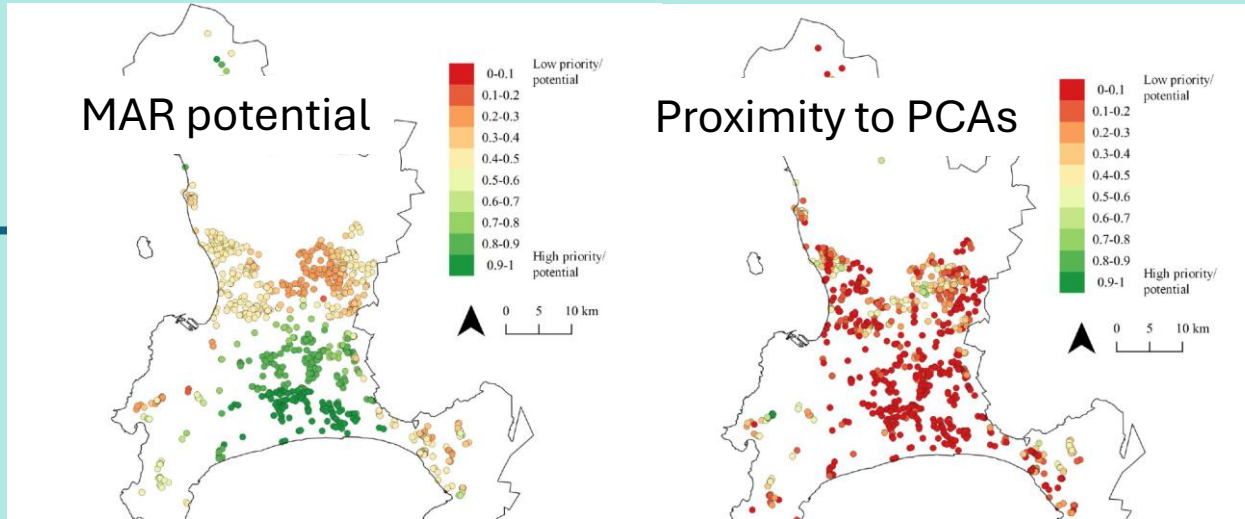 MAR potential
0-0.1
0.1-0.2
0.2-0.3
0.3-0.4
0.4-0.5
0.5-0.6
0.6-0.7
0.7-0.8
0.8-0.9
0.9-1
Low priority/
potential
High priority/
potential
0 5 10 km
Proximity to PCAs
0-0.1
0.1-0.2
0.2-0.3
0.3-0.4
0.4-0.5
0.5-0.6
0.6-0.7
0.7-0.8
0.8-0.9
0.9-1
Low priority/
potential
High priority/
potential
0 5 10 km